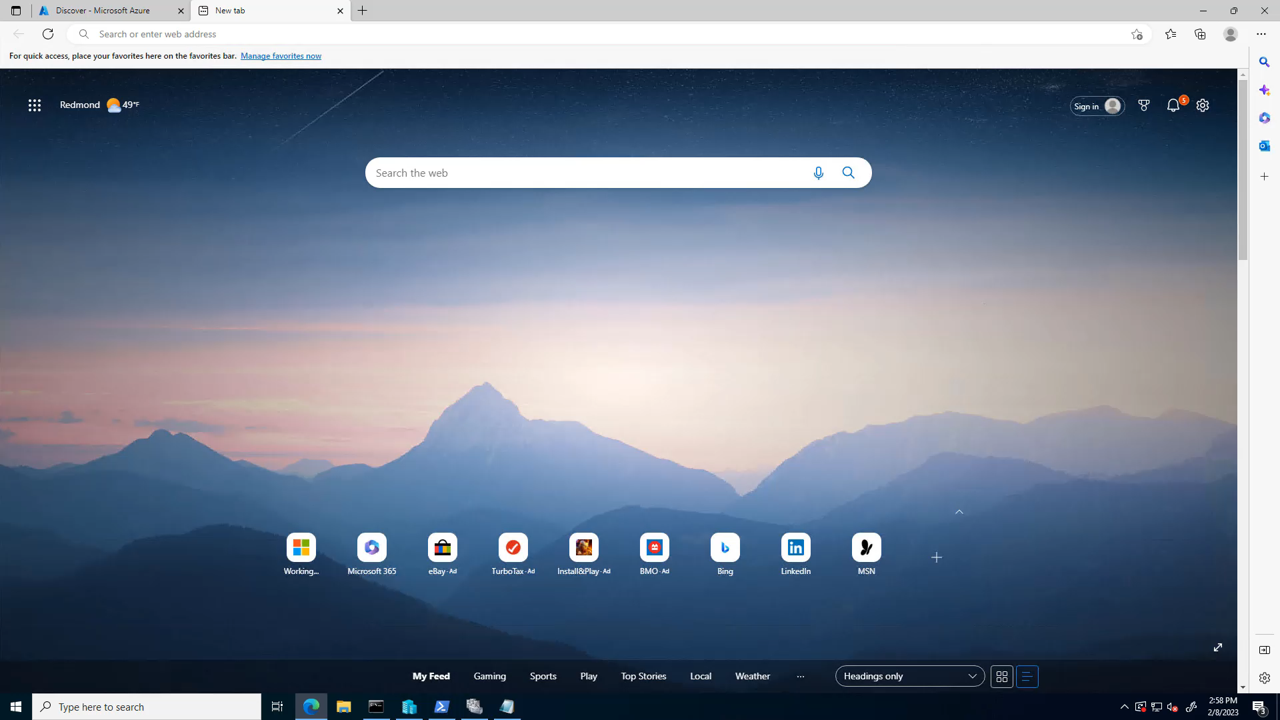 Discover - Microsoft Azure
New tab
Search or enter web address
For quick access, place your favorites here on the favorites bar. Manage favorites now
Redmond 49°F
Sign in
5
Search the web
Working...
Microsoft 365
eBay · Ad
TurboTax · Ad
Install&Play · Ad
BMO · Ad
Bing
LinkedIn
MSN
My Feed Gaming Sports Play Top Stories Local Weather ... Headings only
Type here to search
2:58 PM
2/8/2023
3